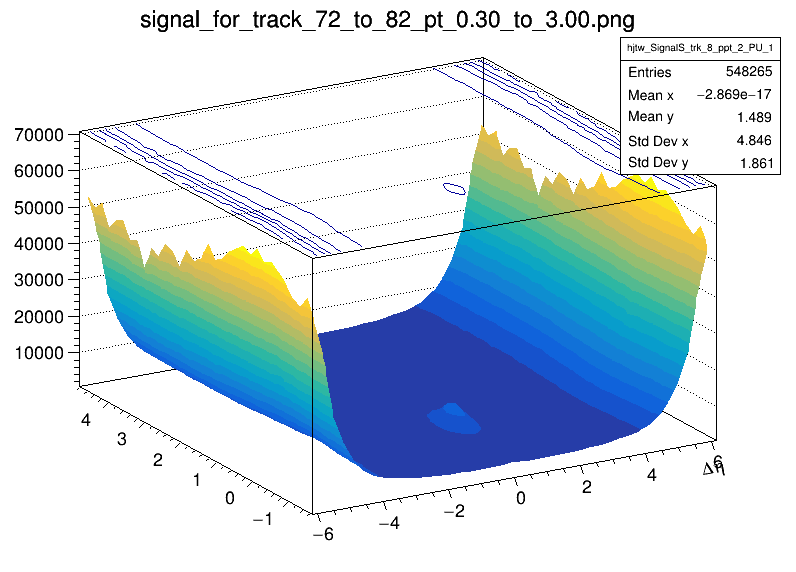 signal_for_track_72_to_82_pt_0.30_to_3.00.png
hjtw_SignalS_trk_8_ppt_2_PU_1
Entries 548265
Mean x −2.869e−17
Mean y 1.489
Std Dev x 4.846
Std Dev y 1.861
70000
60000
50000
40000
30000
20000
10000
4
3
2
1
0
−1
−6
−4
−2
0
2
4
6
Δη